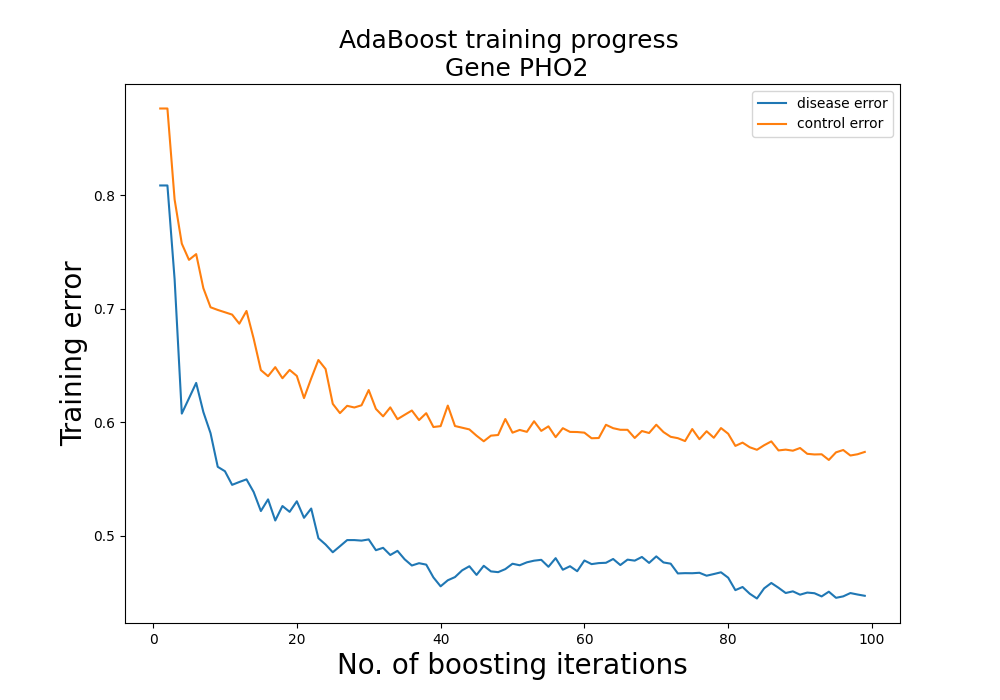 AdaBoost training progress
Gene PHO2
disease error
control error
Training error
0.8
0.7
0.6
0.5
0
20
40
60
80
100
No. of boosting iterations